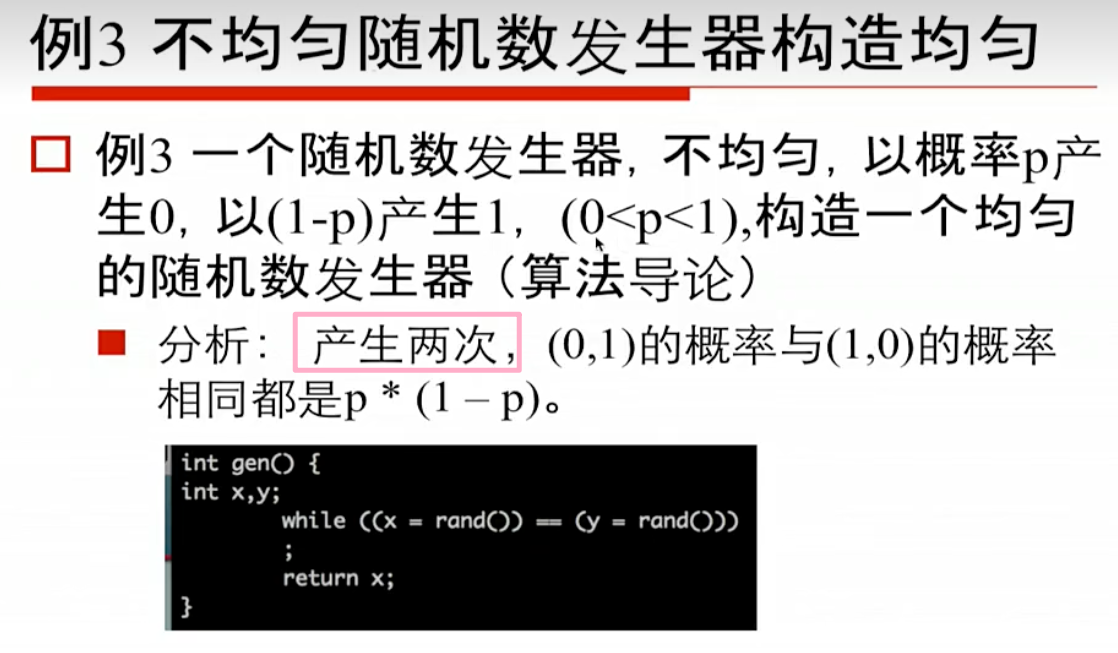 例3 不均匀随机数发生器构造均匀
例3 一个随机数发生器, 不均匀, 以概率p产
生0, 以(1-p)产生1, (0<p<1),构造一个均匀
的随机数发生器（算法导论）
分析: 产生两次, (0,1)的概率与(1,0)的概率
相同都是p * (1 – p)。
int gen() {
int x,y;
while ((x = rand()) == (y = rand()))
;
return x;
}